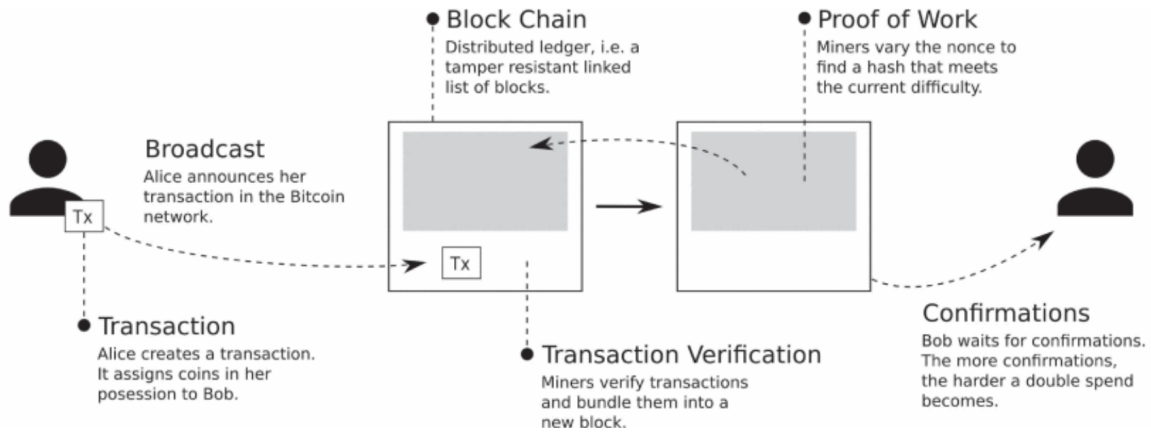 Block Chain
Distributed ledger, i.e. a
tamper resistant linked
list of blocks.
Proof of Work
Miners vary the nonce to
find a hash that meets
the current difficulty.
Broadcast
Alice announces her
transaction in the Bitcoin
network.
Tx
Tx
Transaction
Alice creates a transaction.
It assigns coins in her
posession to Bob.
Transaction Verification
Miners verify transactions
and bundle them into a
new block.
Confirmations
Bob waits for confirmations.
The more confirmations,
the harder a double spend
becomes.